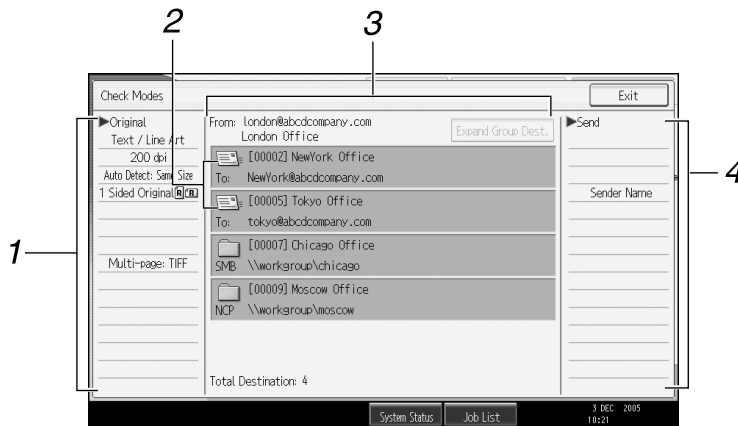 2
3
Check Modes
Exit
1
4
▶Original
Text / Line Art
200 dpi
Auto Detect: Same Size
1 Sided Original R R
Multi-page: TIFF
From: london@abcdcompany.com
London Office
Expand Group Dest.
[00002] NewYork Office
To: NewYork@abcdcompany.com
[00005] Tokyo Office
To: tokyo@abcdcompany.com
[00007] Chicago Office
SMB \\workgroup\chicago
[00009] Moscow Office
NCP \\workgroup\moscow
Total Destination: 4
▶Send
Sender Name
System Status
Job List
3 DEC 2005
10:21